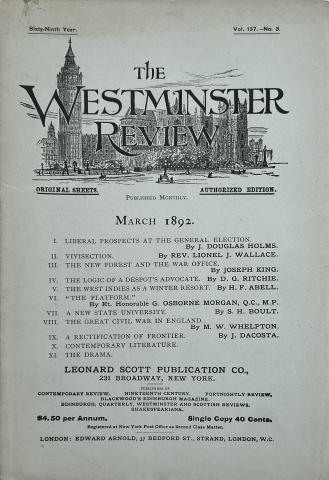 Sixty-Ninth Year. Vol. 137.—No. 3.
THE
WESTMINSTER
REVIEW
ORIGINAL SHEETS. AUTHORIZED EDITION.
Published Monthly.
March 1892.
I. LIBERAL PROSPECTS AT THE GENERAL ELECTION.
By J. DOUGLAS HOLMS.
II. VIVISECTION. By REV. LIONEL J. WALLACE.
III. THE NEW FOREST AND THE WAR OFFICE.
By JOSEPH KING.
IV. THE LOGIC OF A DESPOT'S ADVOCATE. By D. G. RITCHIE.
V. THE WEST INDIES AS A WINTER RESORT. By H. F. ABELL.
VI. "THE PLATFORM."
By Rt. Honorable G. OSBORNE MORGAN, Q.C., M.P.
VII. A NEW STATE UNIVERSITY. By S. H. BOULT.
VIII. THE GREAT CIVIL WAR IN ENGLAND.
By M. W. WHELPTON.
IX. A RECTIFICATION OF FRONTIER. By J. DACOSTA.
X. CONTEMPORARY LITERATURE.
XI. THE DRAMA.
LEONARD SCOTT PUBLICATION CO.,
231 BROADWAY, NEW YORK.
PUBLISHERS OF
CONTEMPORARY REVIEW, NINETEENTH CENTURY, FORTNIGHTLY REVIEW,
BLACKWOOD'S EDINBURGH MAGAZINE.
EDINBURGH, QUARTERLY, WESTMINSTER AND SCOTTISH REVIEWS.
SHAKESPEARIANA.
$4.50 per Annum. Single Copy 40 Cents.
Registered at New York Post Office as Second Class Matter.
LONDON: EDWARD ARNOLD, 37 BEDFORD ST., STRAND, LONDON, W.C.